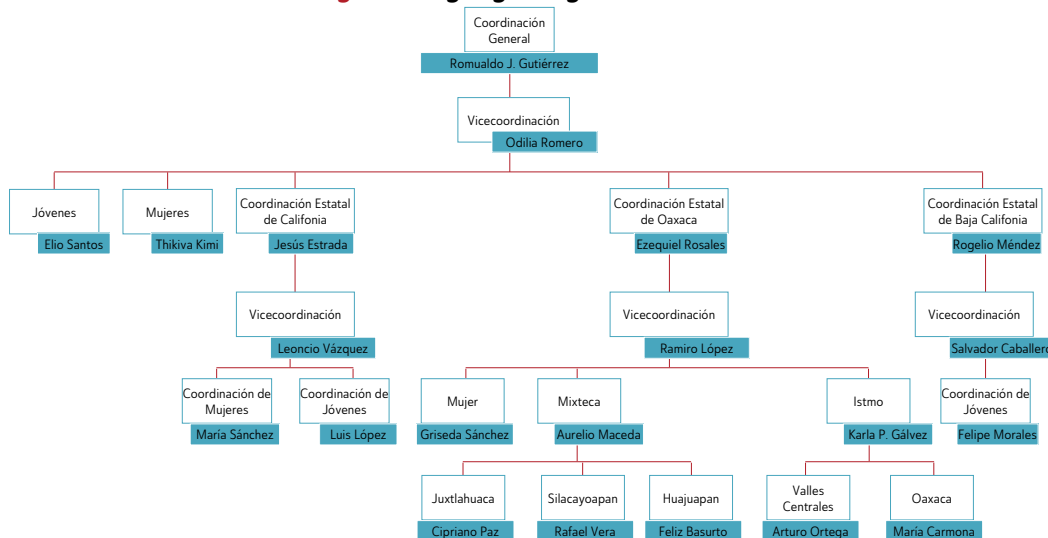 Coordinación
General
Romualdo J. Gutiérrez
Vicecoordinación
Odilia Romero
Jóvenes
Elio Santos
Mujeres
Thikiva Kimi
Coordinación Estatal
de Califonia
Jesús Estrada
Coordinación Estatal
de Oaxaca
Ezequiel Rosales
Coordinación Estatal
de Baja Califonia
Rogelio Méndez
Vicecoordinación
Leoncio Vázquez
Vicecoordinación
Ramiro López
Vicecoordinación
Salvador Caballero
Coordinación de
Mujeres
María Sánchez
Coordinación de
Jóvenes
Luis López
Mujer
Griseda Sánchez
Mixteca
Aurelio Maceda
Istmo
Karla P. Gálvez
Coordinación de
Jóvenes
Felipe Morales
Juxtlahuaca
Cipriano Paz
Silacayoapan
Rafael Vera
Huajuapan
Feliz Basurto
Valles
Centrales
Arturo Ortega
Oaxaca
María Carmona